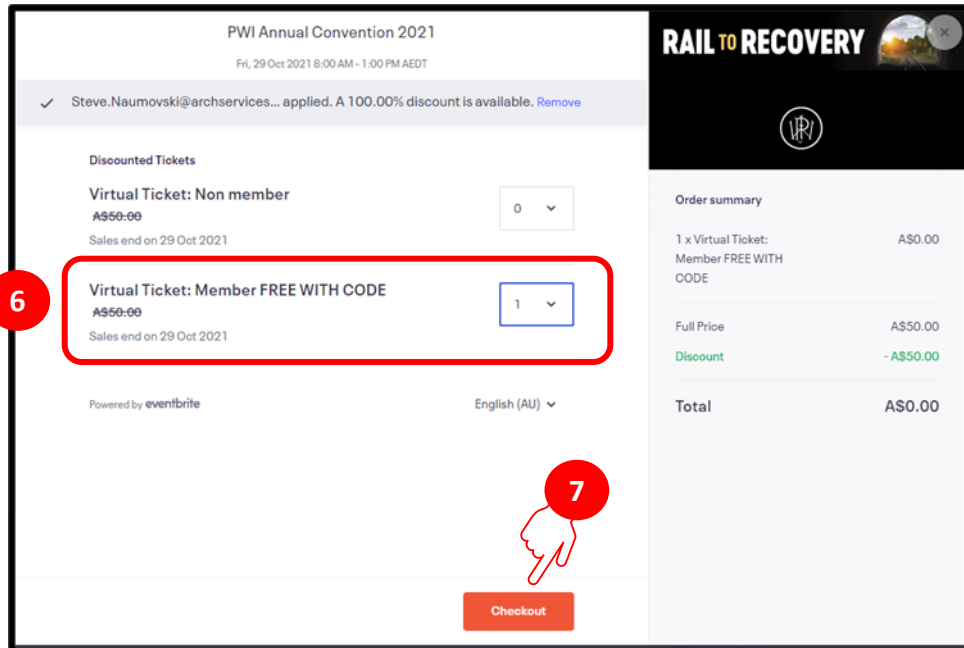 PWI Annual Convention 2021
Fri, 29 Oct 2021 8:00 AM - 1:00 PM AEDT
Steve.Naumovski@archservices... applied. A 100.00% discount is available. Remove
Discounted Tickets
Virtual Ticket: Non member
A$50.00
0
Sales end on 29 Oct 2021
6
Virtual Ticket: Member FREE WITH CODE
A$50.00
1
Sales end on 29 Oct 2021
Powered by eventbrite
English (AU)
7
Checkout
RAIL TO RECOVERY
PWI
Order summary
1 x Virtual Ticket: A$0.00
Member FREE WITH
CODE
Full Price A$50.00
Discount - A$50.00
Total A$0.00